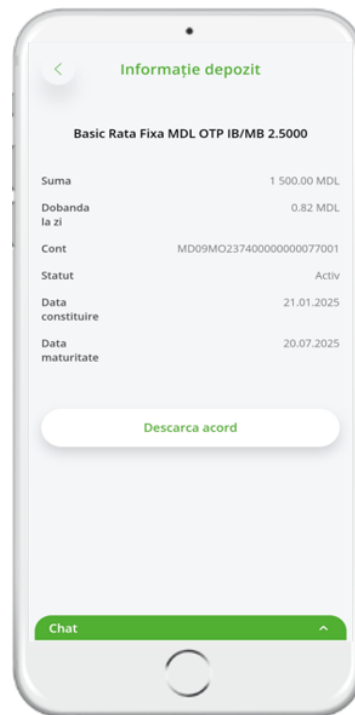 Informație depozit
Basic Rata Fixa MDL OTP IB/MB 2.5000
Suma 1 500.00 MDL
Dobanda
la zi 0.82 MDL
Cont MD09MO237400000000077001
Statut Activ
Data
constituire 21.01.2025
Data
maturitate 20.07.2025
Descarca acord
Chat